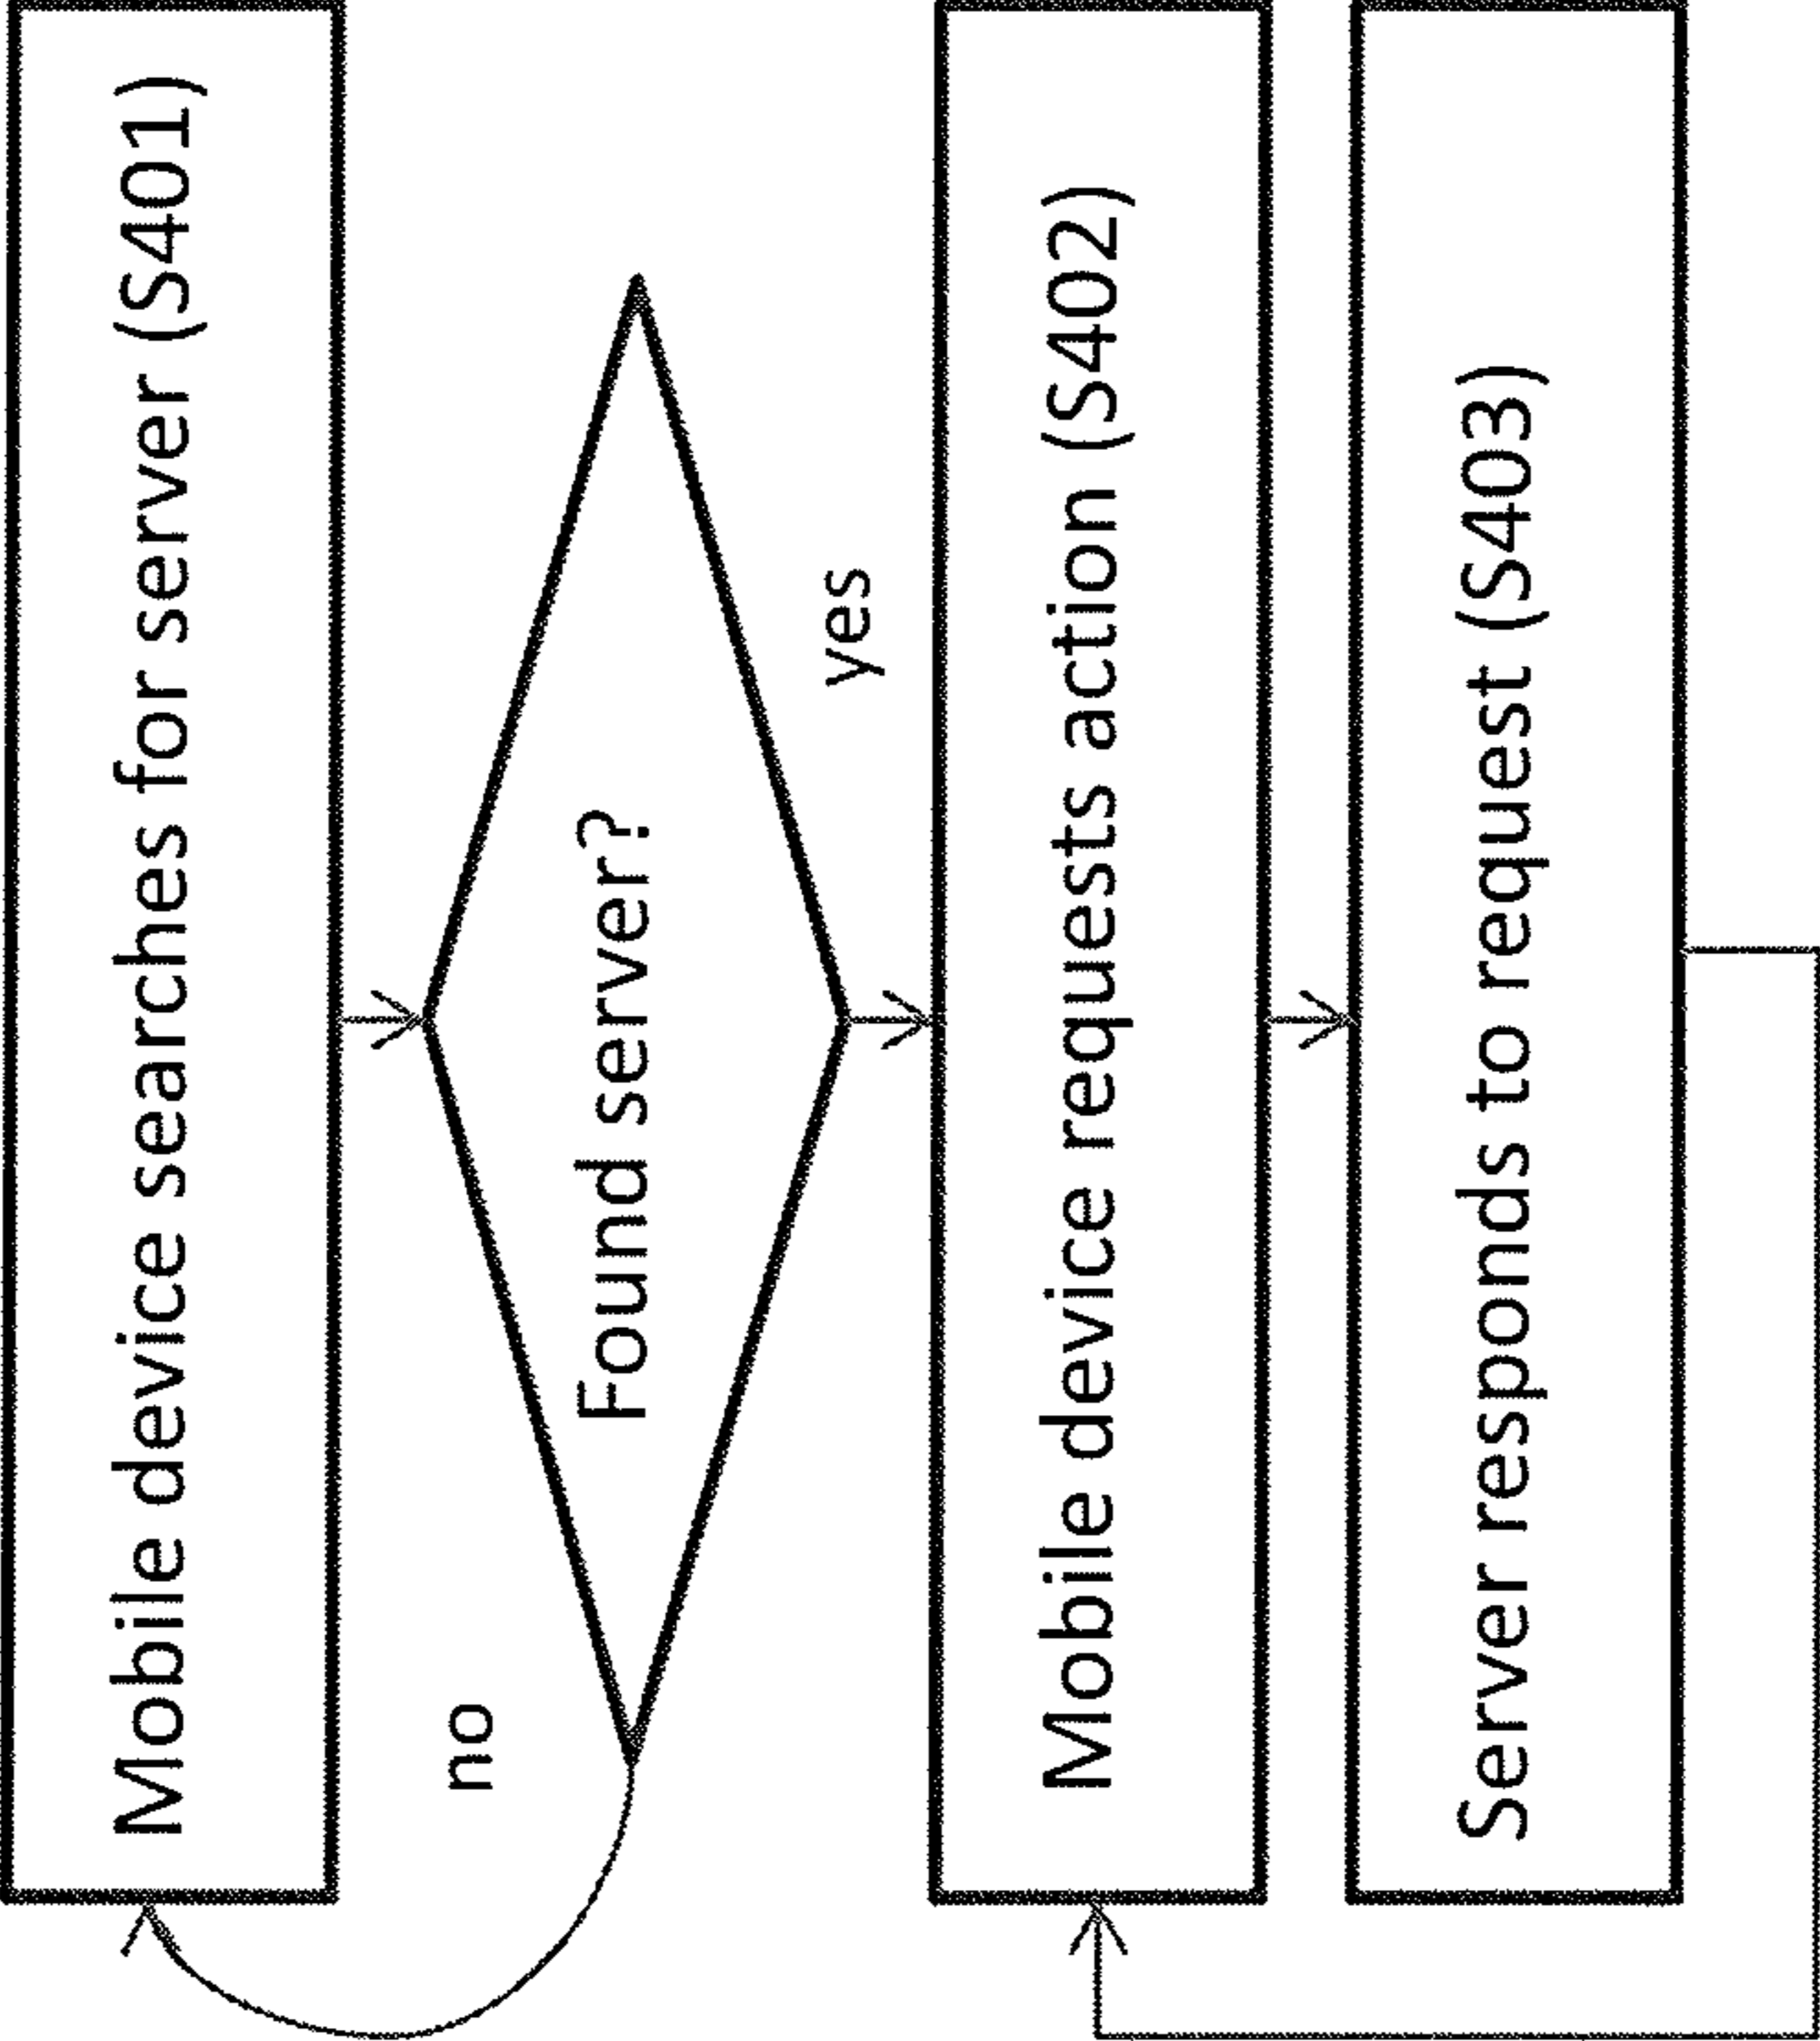 Mobile device searches for server (S401)
no
Found server?
yes
Mobile device requests action (S402)
Server responds to request (S403)